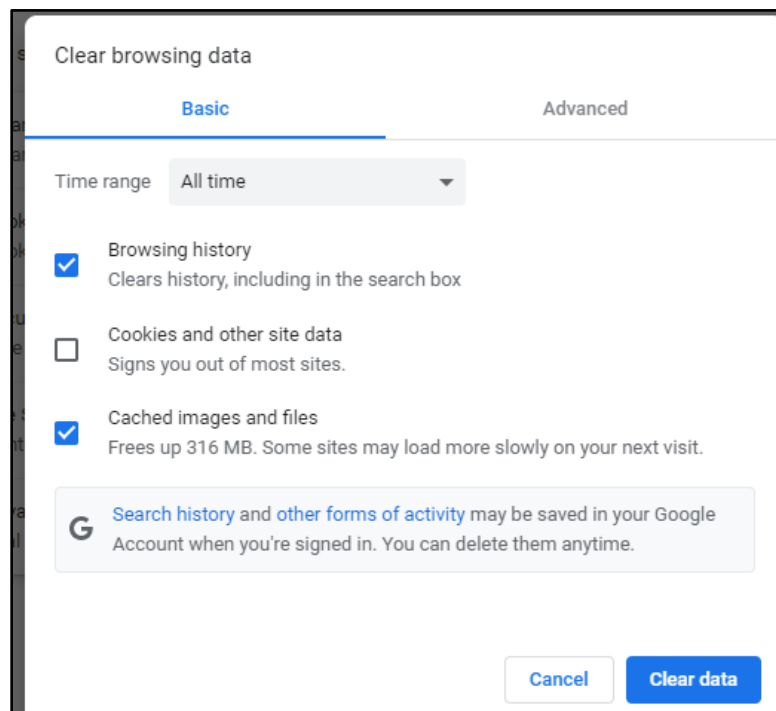 Clear browsing data
Basic
Advanced
Time range
All time
Browsing history
Clears history, including in the search box
Cookies and other site data
Signs you out of most sites.
Cached images and files
Frees up 316 MB. Some sites may load more slowly on your next visit.
Search history and other forms of activity may be saved in your Google
Account when you're signed in. You can delete them anytime.
Cancel
Clear data